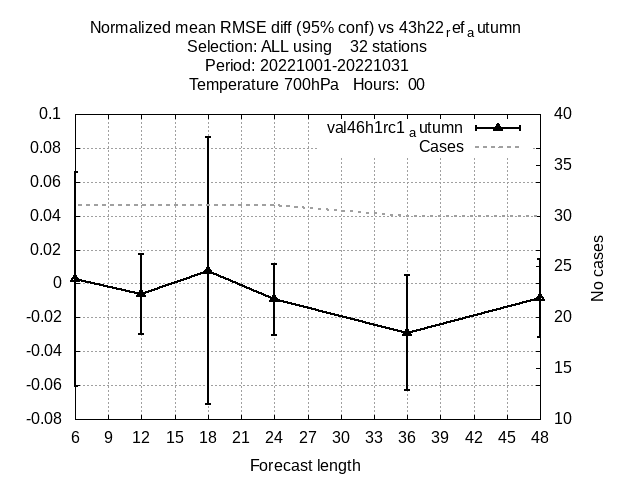 Normalized mean RMSE diff (95% conf) vs 43h22refautumn
Selection: ALL using 32 stations
Period: 20221001-20221031
Temperature 700hPa Hours: 00
val46h1rc1autumn
Cases
0.1
0.08
0.06
0.04
0.02
0
-0.02
-0.04
-0.06
-0.08
40
35
30
25
20
15
10
No cases
6 9 12 15 18 21 24 27 30 33 36 39 42 45 48
Forecast length